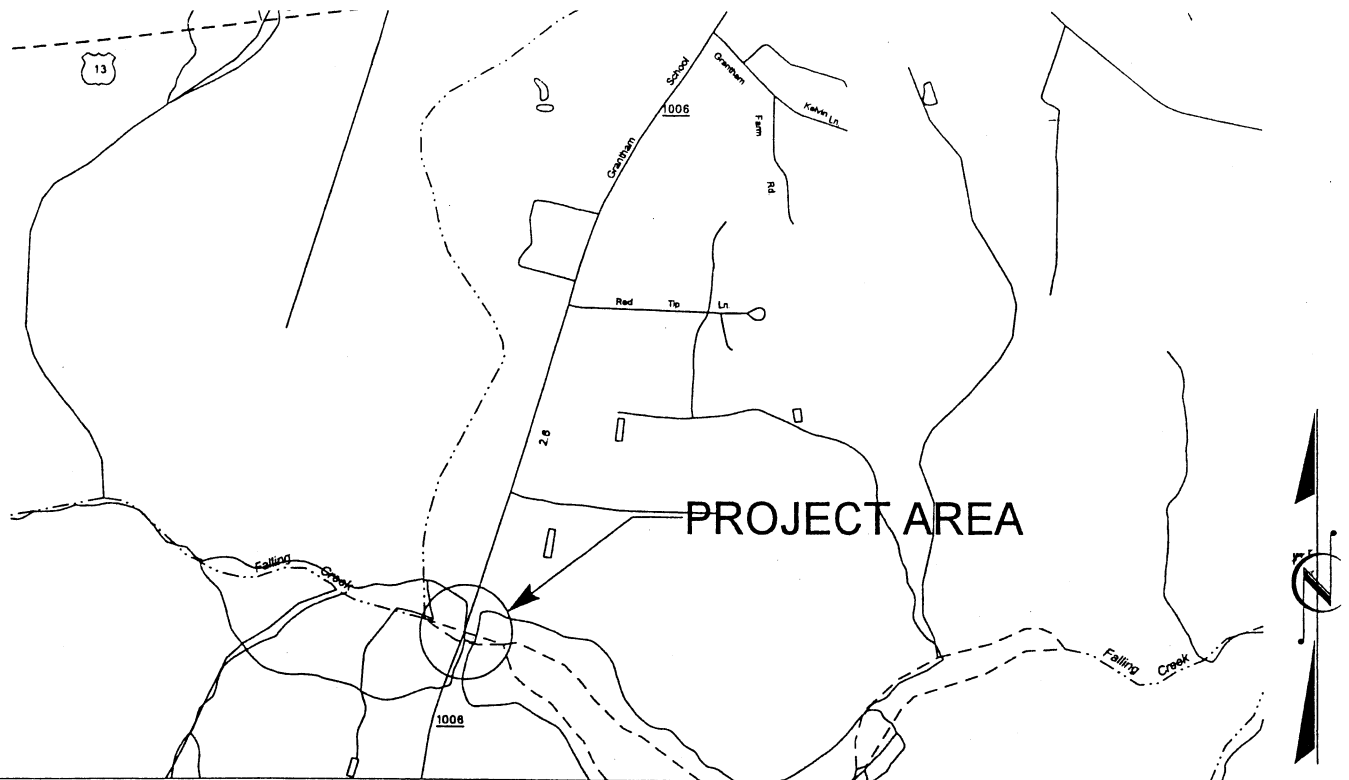 13
School
Grantham
1006
Kelvin Ln.
Farm
Grantham
Rd.
Red Tip Ln.
2.6
PROJECT AREA
Falling Creek
Falling Creek
1006
N